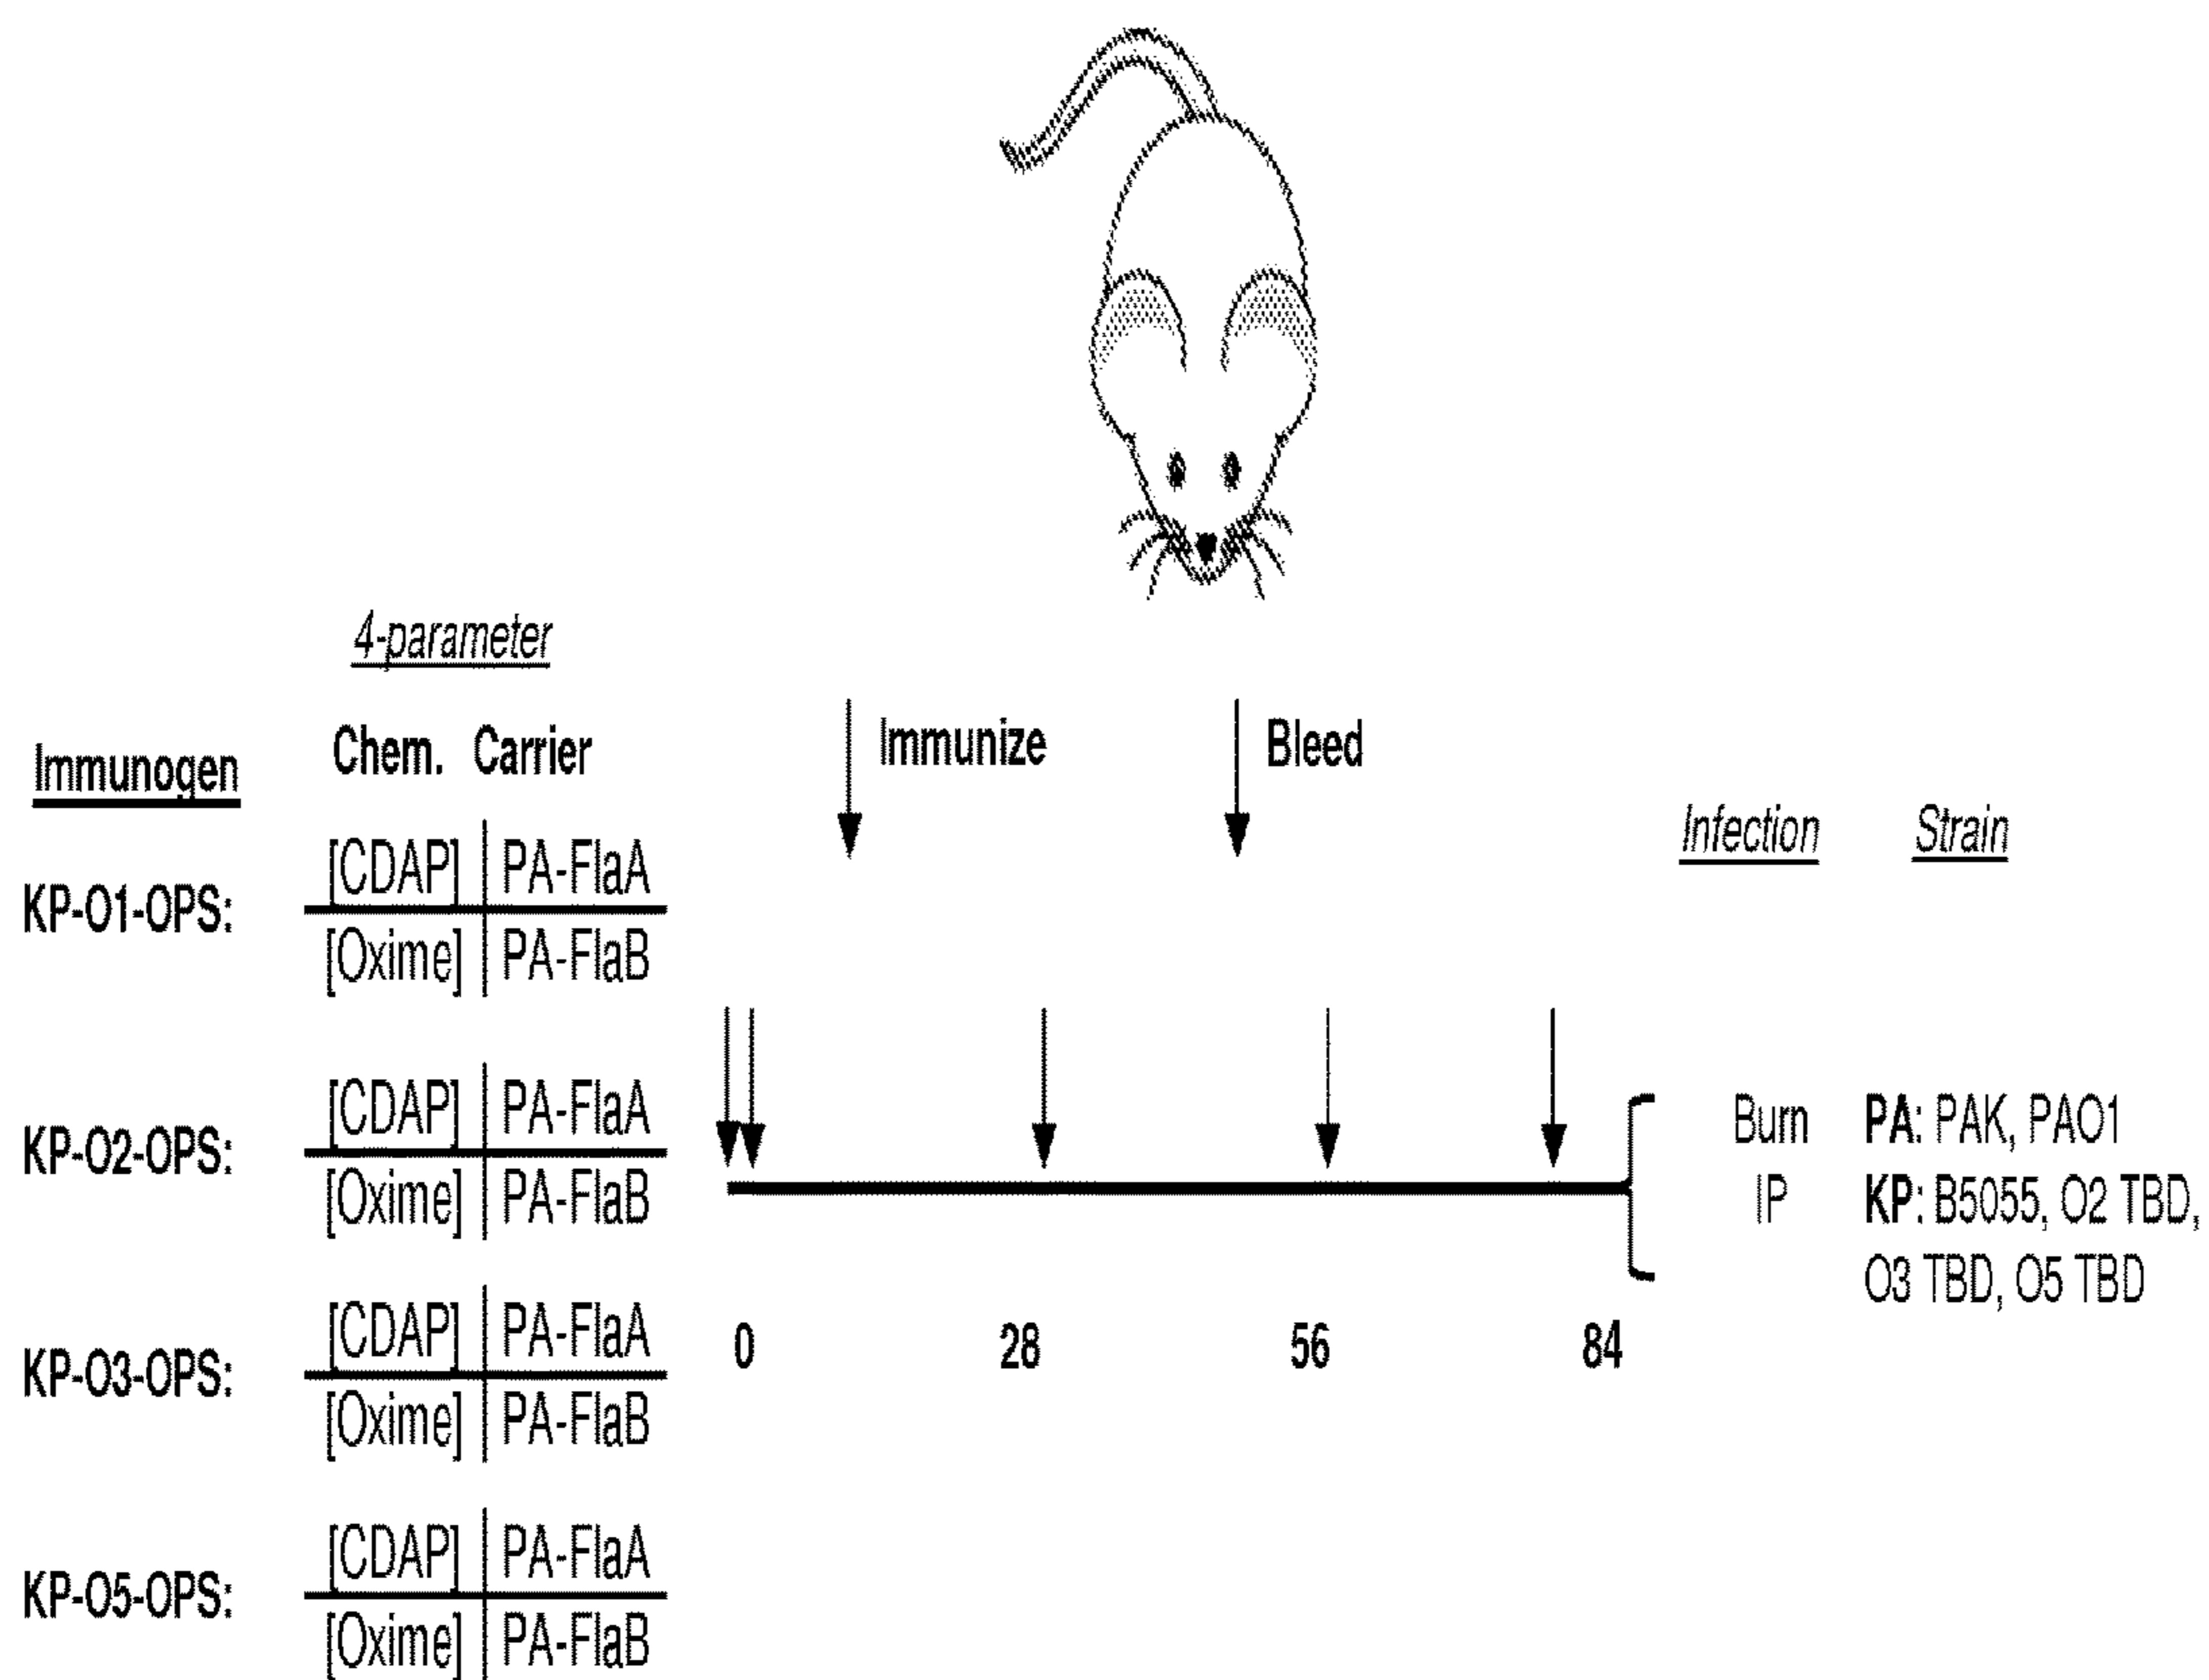 4-parameter
Immunogen
Chem. Carrier
Immunize
Bleed
Infection
Strain
KP-O1-OPS:
[CDAP] PA-FlaA
[Oxime] PA-FlaB
KP-O2-OPS:
[CDAP] PA-FlaA
[Oxime] PA-FlaB
KP-O3-OPS:
[CDAP] PA-FlaA
[Oxime] PA-FlaB
KP-O5-OPS:
[CDAP] PA-FlaA
[Oxime] PA-FlaB
0 28 56 84
Burn PA: PAK, PAO1
IP KP: B5055, O2 TBD,
O3 TBD, O5 TBD